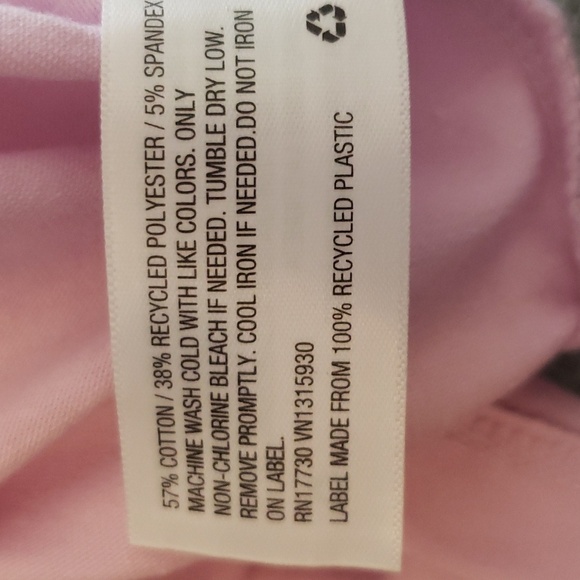 57% COTTON / 38% RECYCLED POLYESTER / 5% SPANDEX
MACHINE WASH COLD WITH LIKE COLORS. ONLY
NON-CHLORINE BLEACH IF NEEDED. TUMBLE DRY LOW.
REMOVE PROMPTLY. COOL IRON IF NEEDED.DO NOT IRON
ON LABEL.
RN17730 VN1315930
LABEL MADE FROM 100% RECYCLED PLASTIC